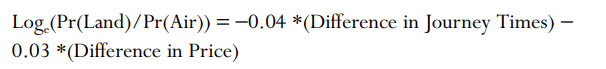 Logₑ(Pr(Land)/Pr(Air)) = −0.04 *(Difference in Journey Times) −
0.03 *(Difference in Price)